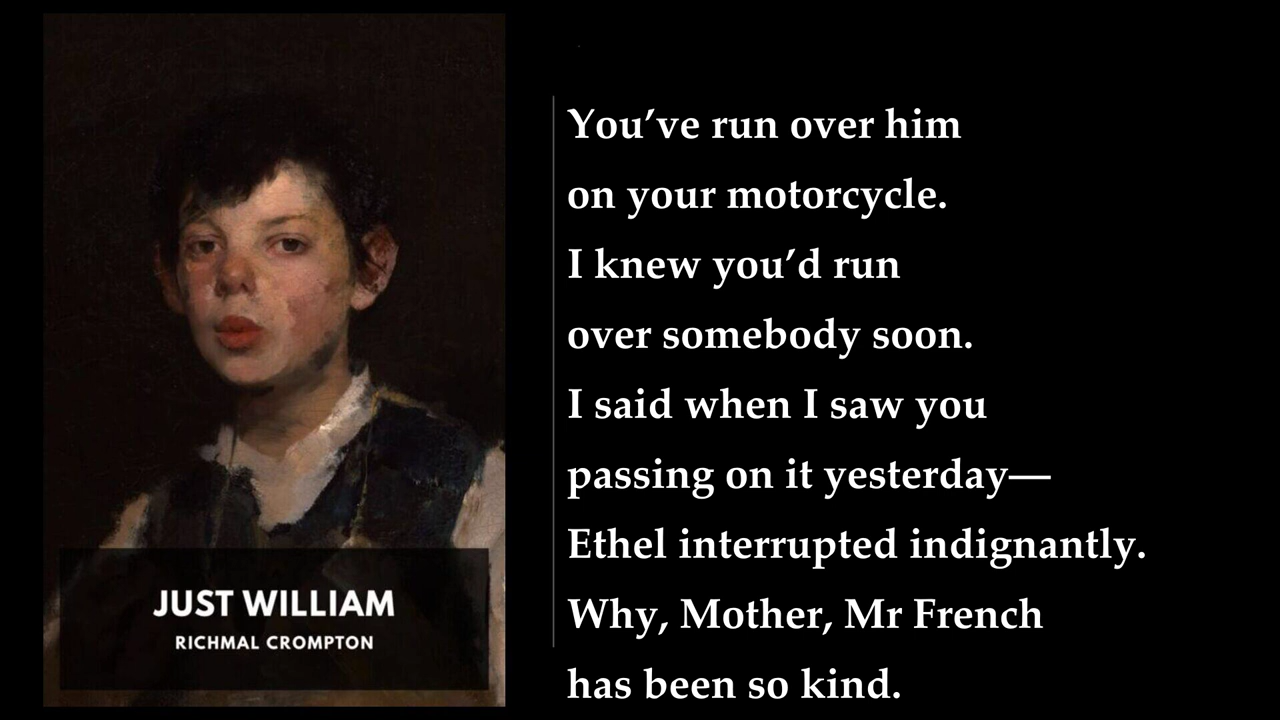 JUST WILLIAM
RICHMAL CROMPTON
You’ve run over him
on your motorcycle.
I knew you’d run
over somebody soon.
I said when I saw you
passing on it yesterday—
Ethel interrupted indignantly.
Why, Mother, Mr French
has been so kind.